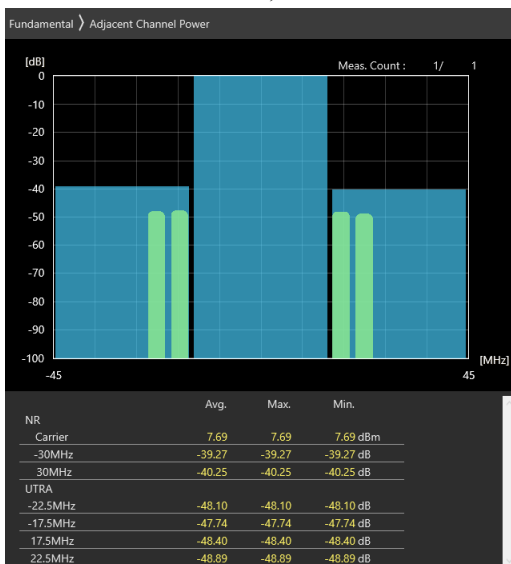 Fundamental 〉 Adjacent Channel Power
[dB]
Meas. Count : 1/ 1
0
-10
-20
-30
-40
-50
-60
-70
-80
-90
-100
[MHz]
-45 45
Avg. Max. Min.
NR
Carrier 7.69 7.69 7.69 dBm
-30MHz -39.27 -39.27 -39.27 dB
30MHz -40.25 -40.25 -40.25 dB
UTRA
-22.5MHz -48.10 -48.10 -48.10 dB
-17.5MHz -47.74 -47.74 -47.74 dB
17.5MHz -48.40 -48.40 -48.40 dB
22.5MHz -48.89 -48.89 -48.89 dB